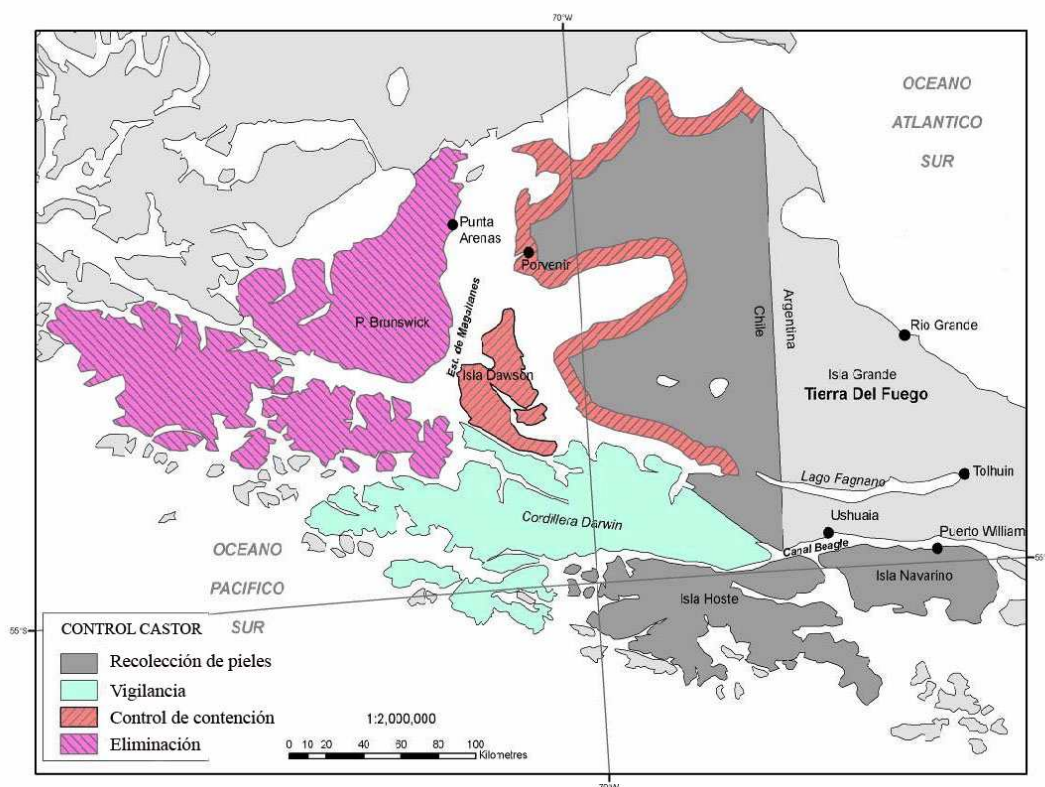 70°W
OCEANO
ATLANTICO
SUR
Punta
Arenas
Porvenir
P. Brunswick
Est. de Magallanes
Isla Dawson
Chile
Argentina
Rio Grande
Isla Grande
Tierra Del Fuego
Lago Fagnano
Tolhuin
Cordillera Darwin
Ushuaia
Canal Beagle
Puerto William
55°
Isla Navarino
Isla Hoste
OCEANO
PACIFICO
SUR
55°S
CONTROL CASTOR
Recolección de pieles
Vigilancia
Control de contención
Eliminación
1:2,000,000
0 10 20 40 60 80 100
Kilometres
70°W